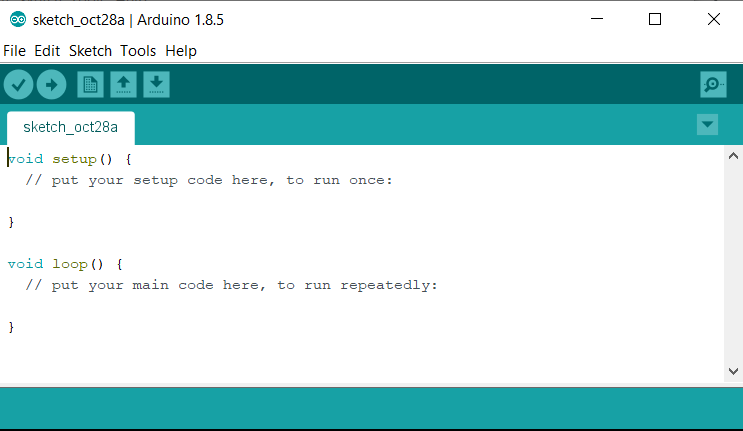 sketch_oct28a | Arduino 1.8.5
File Edit Sketch Tools Help
sketch_oct28a
void setup() {
  // put your setup code here, to run once:
}
void loop() {
  // put your main code here, to run repeatedly:
}